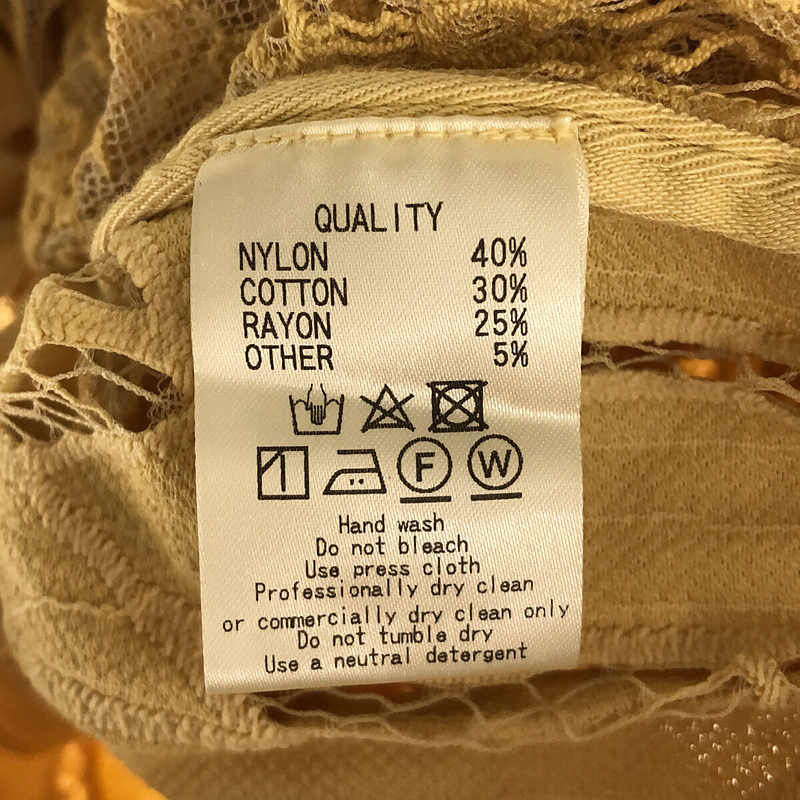 QUALITY
NYLON 40%
COTTON 30%
RAYON 25%
OTHER 5%
F W
Hand wash
Do not bleach
Use press cloth
Professionally dry clean
or commercially dry clean only
Do not tumble dry
Use a neutral detergent